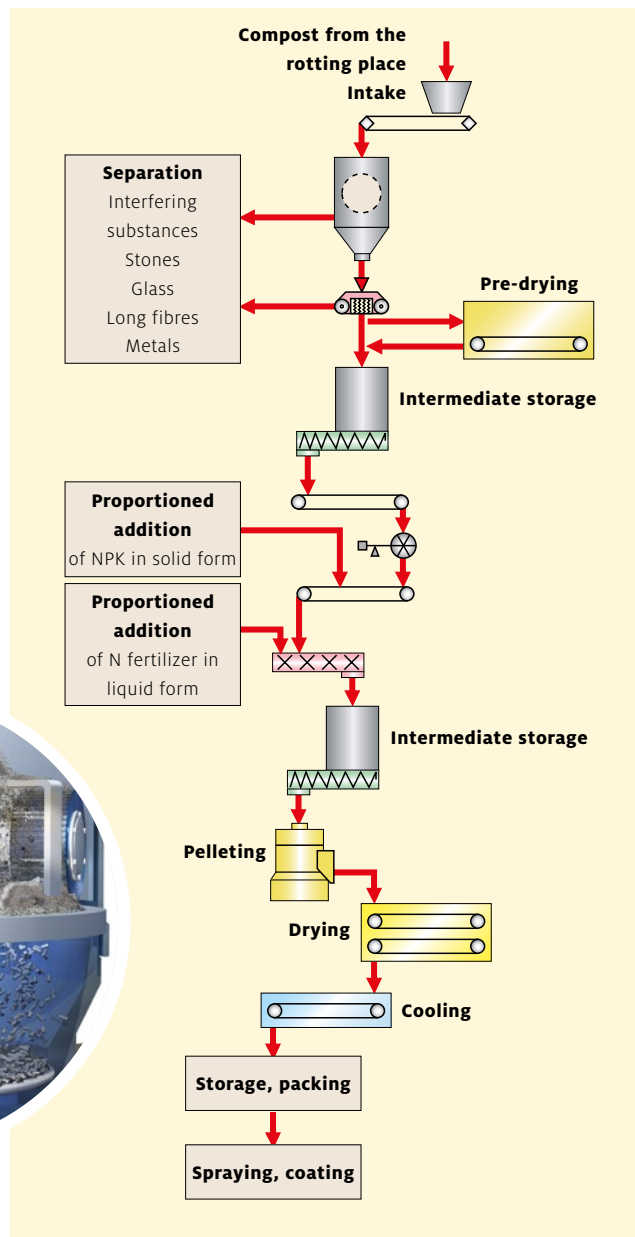 Compost from the
rotting place
Intake
Separation
Interfering
substances
Stones
Glass
Long fibres
Metals
Pre-drying
Intermediate storage
Proportioned
addition
of NPK in solid form
Proportioned
addition
of N fertilizer in
liquid form
Intermediate storage
Pelleting
Drying
Cooling
Storage, packing
Spraying, coating